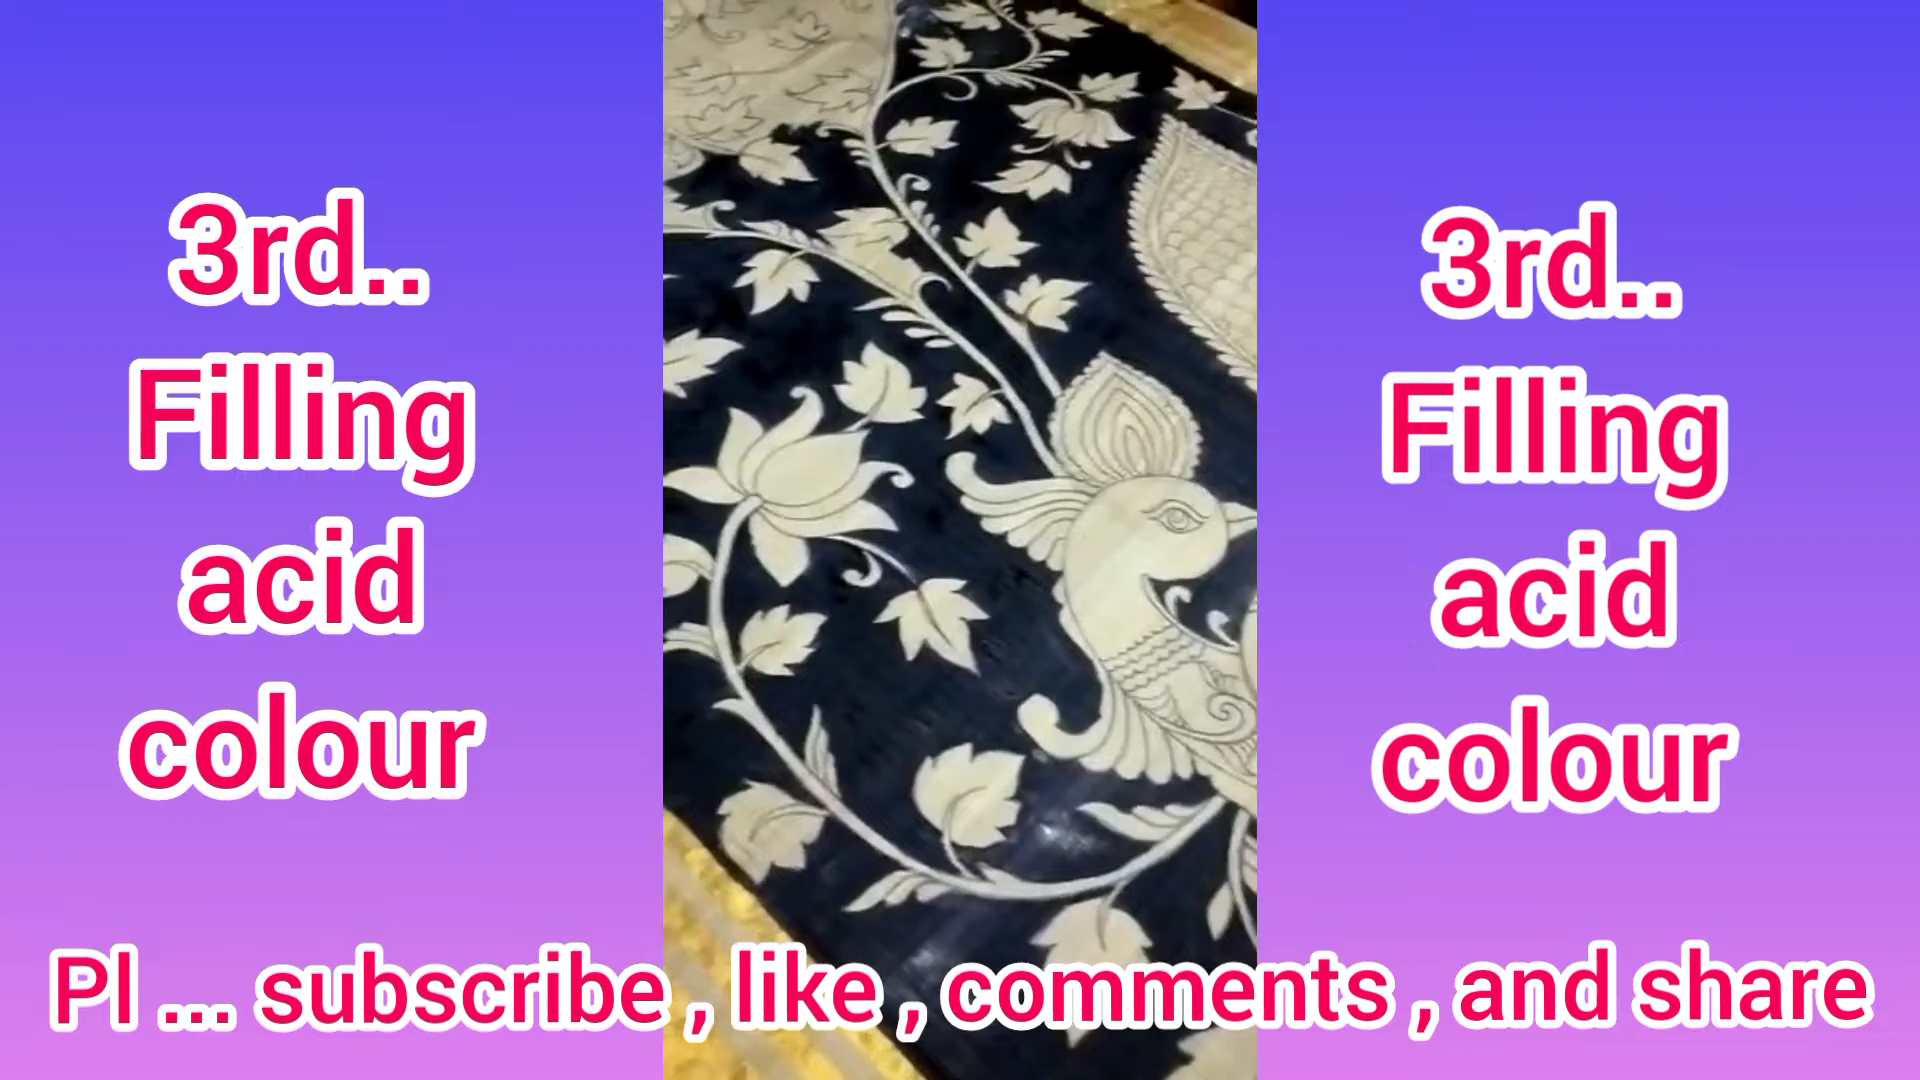 3rd..
Filling
acid
colour
3rd..
Filling
acid
colour
Pl ... subscribe , like , comments , and share